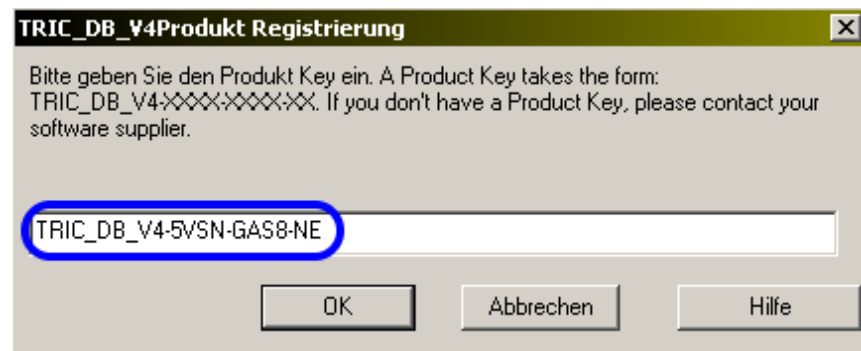 TRIC_DB_V4Produkt Registrierung
Bitte geben Sie den Produkt Key ein. A Product Key takes the form:
TRIC_DB_V4-XXXX-XXXX-XX. If you don't have a Product Key, please contact your
software supplier.
TRIC_DB_V4-5VSN-GAS8-NE
OK Abbrechen Hilfe